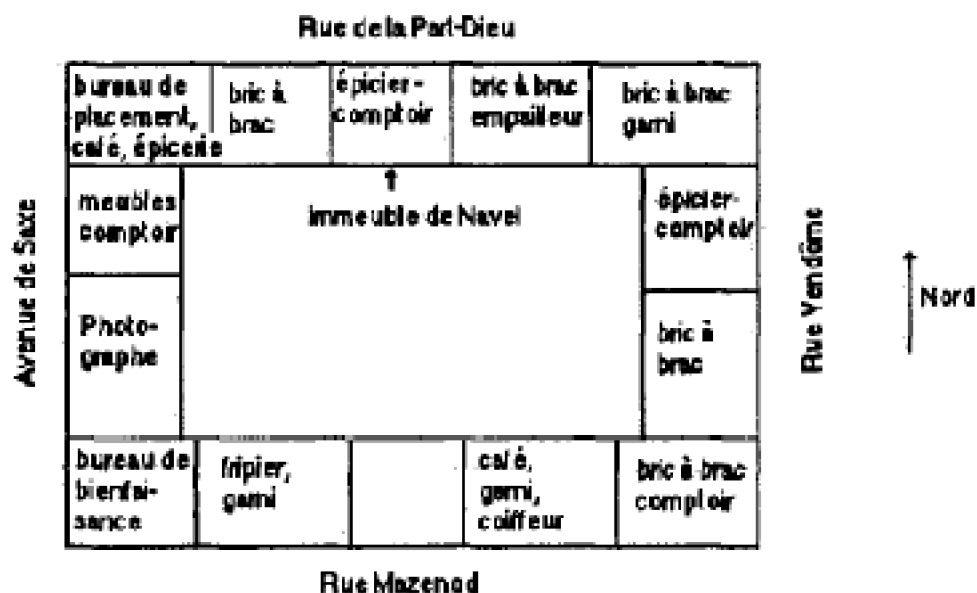 Rue de la Part-Dieu
bureau de
placement,
café, épicerie
bric à
brac
épicier-
comptoir
bric à brac
empailleur
bric à brac
garni
meubles
comptoir
immeuble de Navel
épicier-
comptoir
Avenue de Saxe
Rue Vendôme
Nord
Photo-
graphe
bric à
brac
bureau de
bienfai-
sance
fripier,
garni
café,
garni,
coiffeur
bric à brac
comptoir
Rue Mazenod